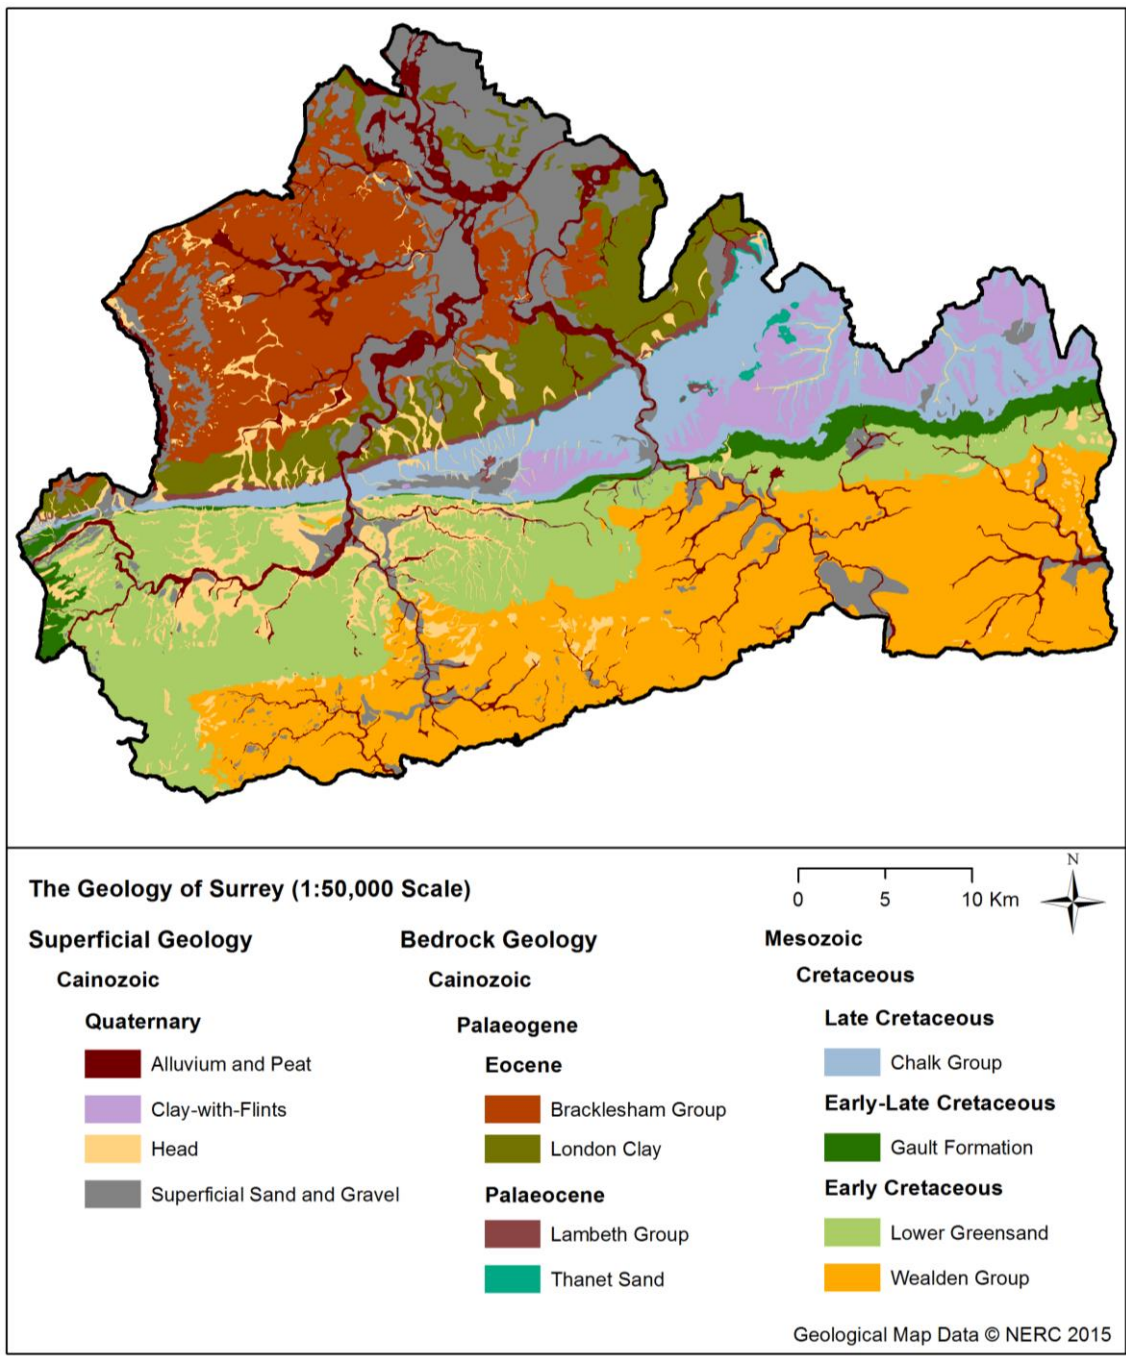 The Geology of Surrey (1:50,000 Scale)
0 5 10 Km
N
Superficial Geology
Cainozoic
Quaternary
Alluvium and Peat
Clay-with-Flints
Head
Superficial Sand and Gravel
Bedrock Geology
Cainozoic
Palaeogene
Eocene
Bracklesham Group
London Clay
Palaeocene
Lambeth Group
Thanet Sand
Mesozoic
Cretaceous
Late Cretaceous
Chalk Group
Early-Late Cretaceous
Gault Formation
Early Cretaceous
Lower Greensand
Wealden Group
Geological Map Data © NERC 2015